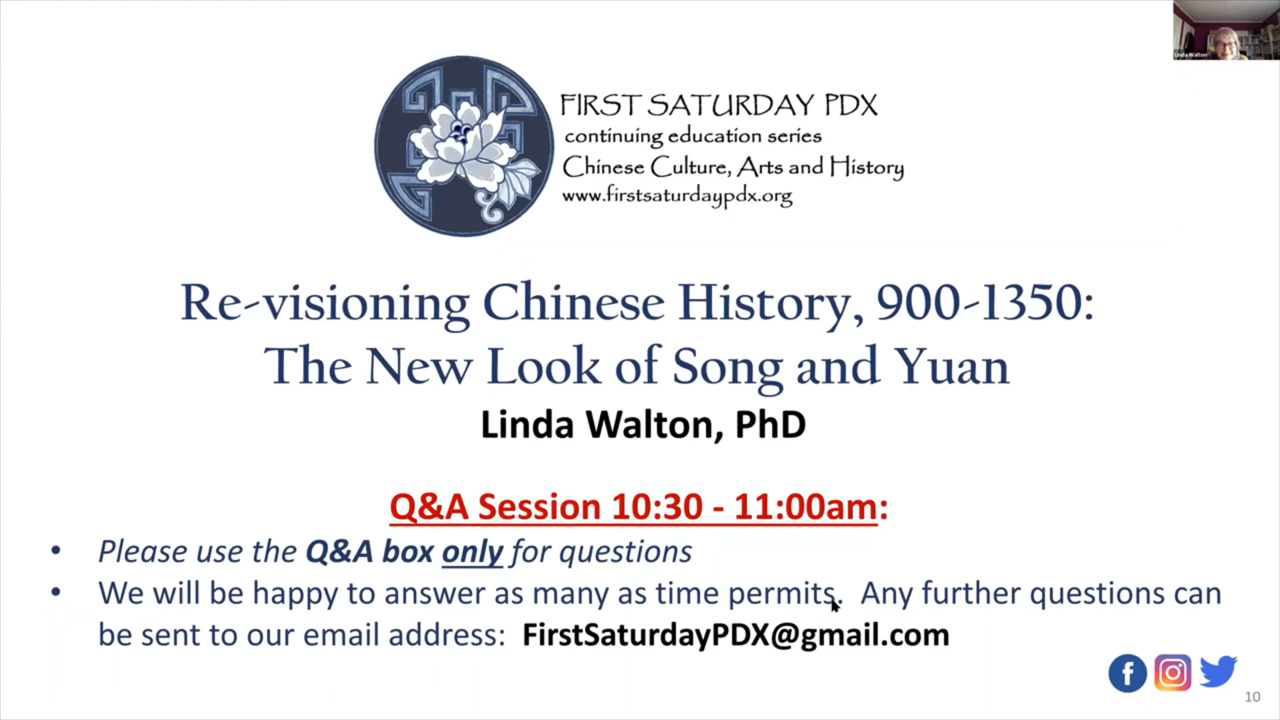 Linda Walton
FIRST SATURDAY PDX
continuing education series
Chinese Culture, Arts and History
www.firstsaturdaypdx.org
Re-visioning Chinese History, 900-1350:
The New Look of Song and Yuan
Linda Walton, PhD
Q&A Session 10:30 - 11:00am:
• Please use the Q&A box only for questions
• We will be happy to answer as many as time permits. Any further questions can
be sent to our email address: FirstSaturdayPDX@gmail.com
10